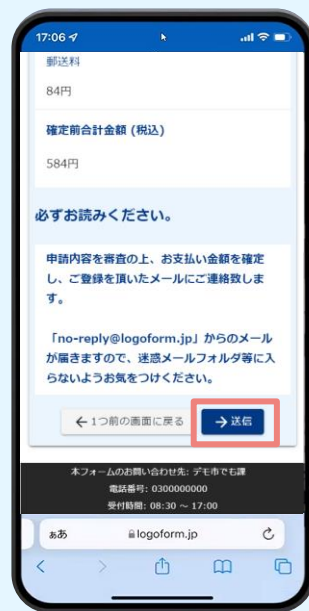 17:06
郵送料
84円
確定前合計金額 (税込)
584円
必ずお読みください。
申請内容を審査の上、お支払い金額を確定
し、ご登録を頂いたメールにご連絡致しま
す。
「no-reply@logoform.jp」からのメール
が届きますので、迷惑メールフォルダ等に入
らないようお気をつけください。
←1つ前の画面に戻る →送信
本フォームのお問い合わせ先: デモ市でも課
電話番号: 0300000000
受付時間: 08:30 ~ 17:00
ぁあ logoform.jp